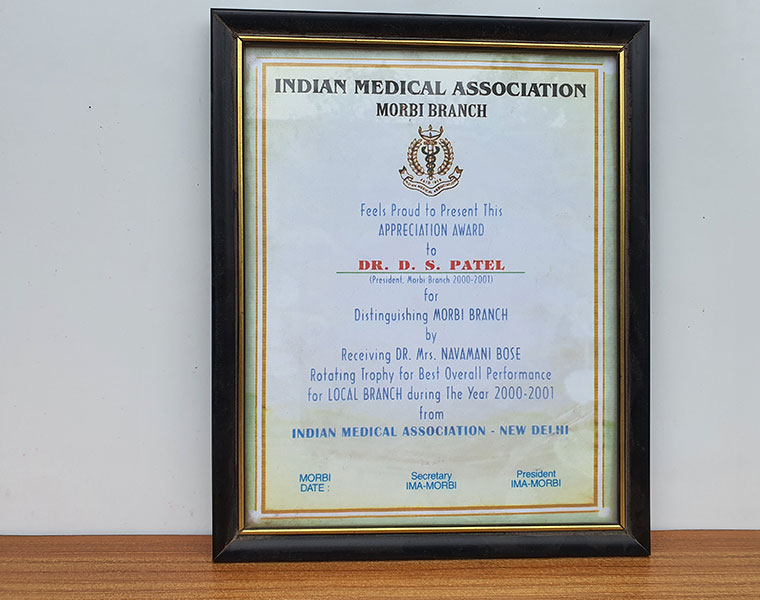 INDIAN MEDICAL ASSOCIATION
MORBI BRANCH
INDIAN MEDICAL ASSOCIATION
Feels Proud to Present This
APPRECIATION AWARD
to
DR. D. S. PATEL
(President, Morbi Branch 2000-2001)
for
Distinguishing MORBI BRANCH
by
Receiving DR. Mrs. NAVAMANI BOSE
Rotating Trophy for Best Overall Performance
for LOCAL BRANCH during The Year 2000-2001
from
INDIAN MEDICAL ASSOCIATION - NEW DELHI
MORBI Secretary President
DATE : IMA-MORBI IMA-MORBI